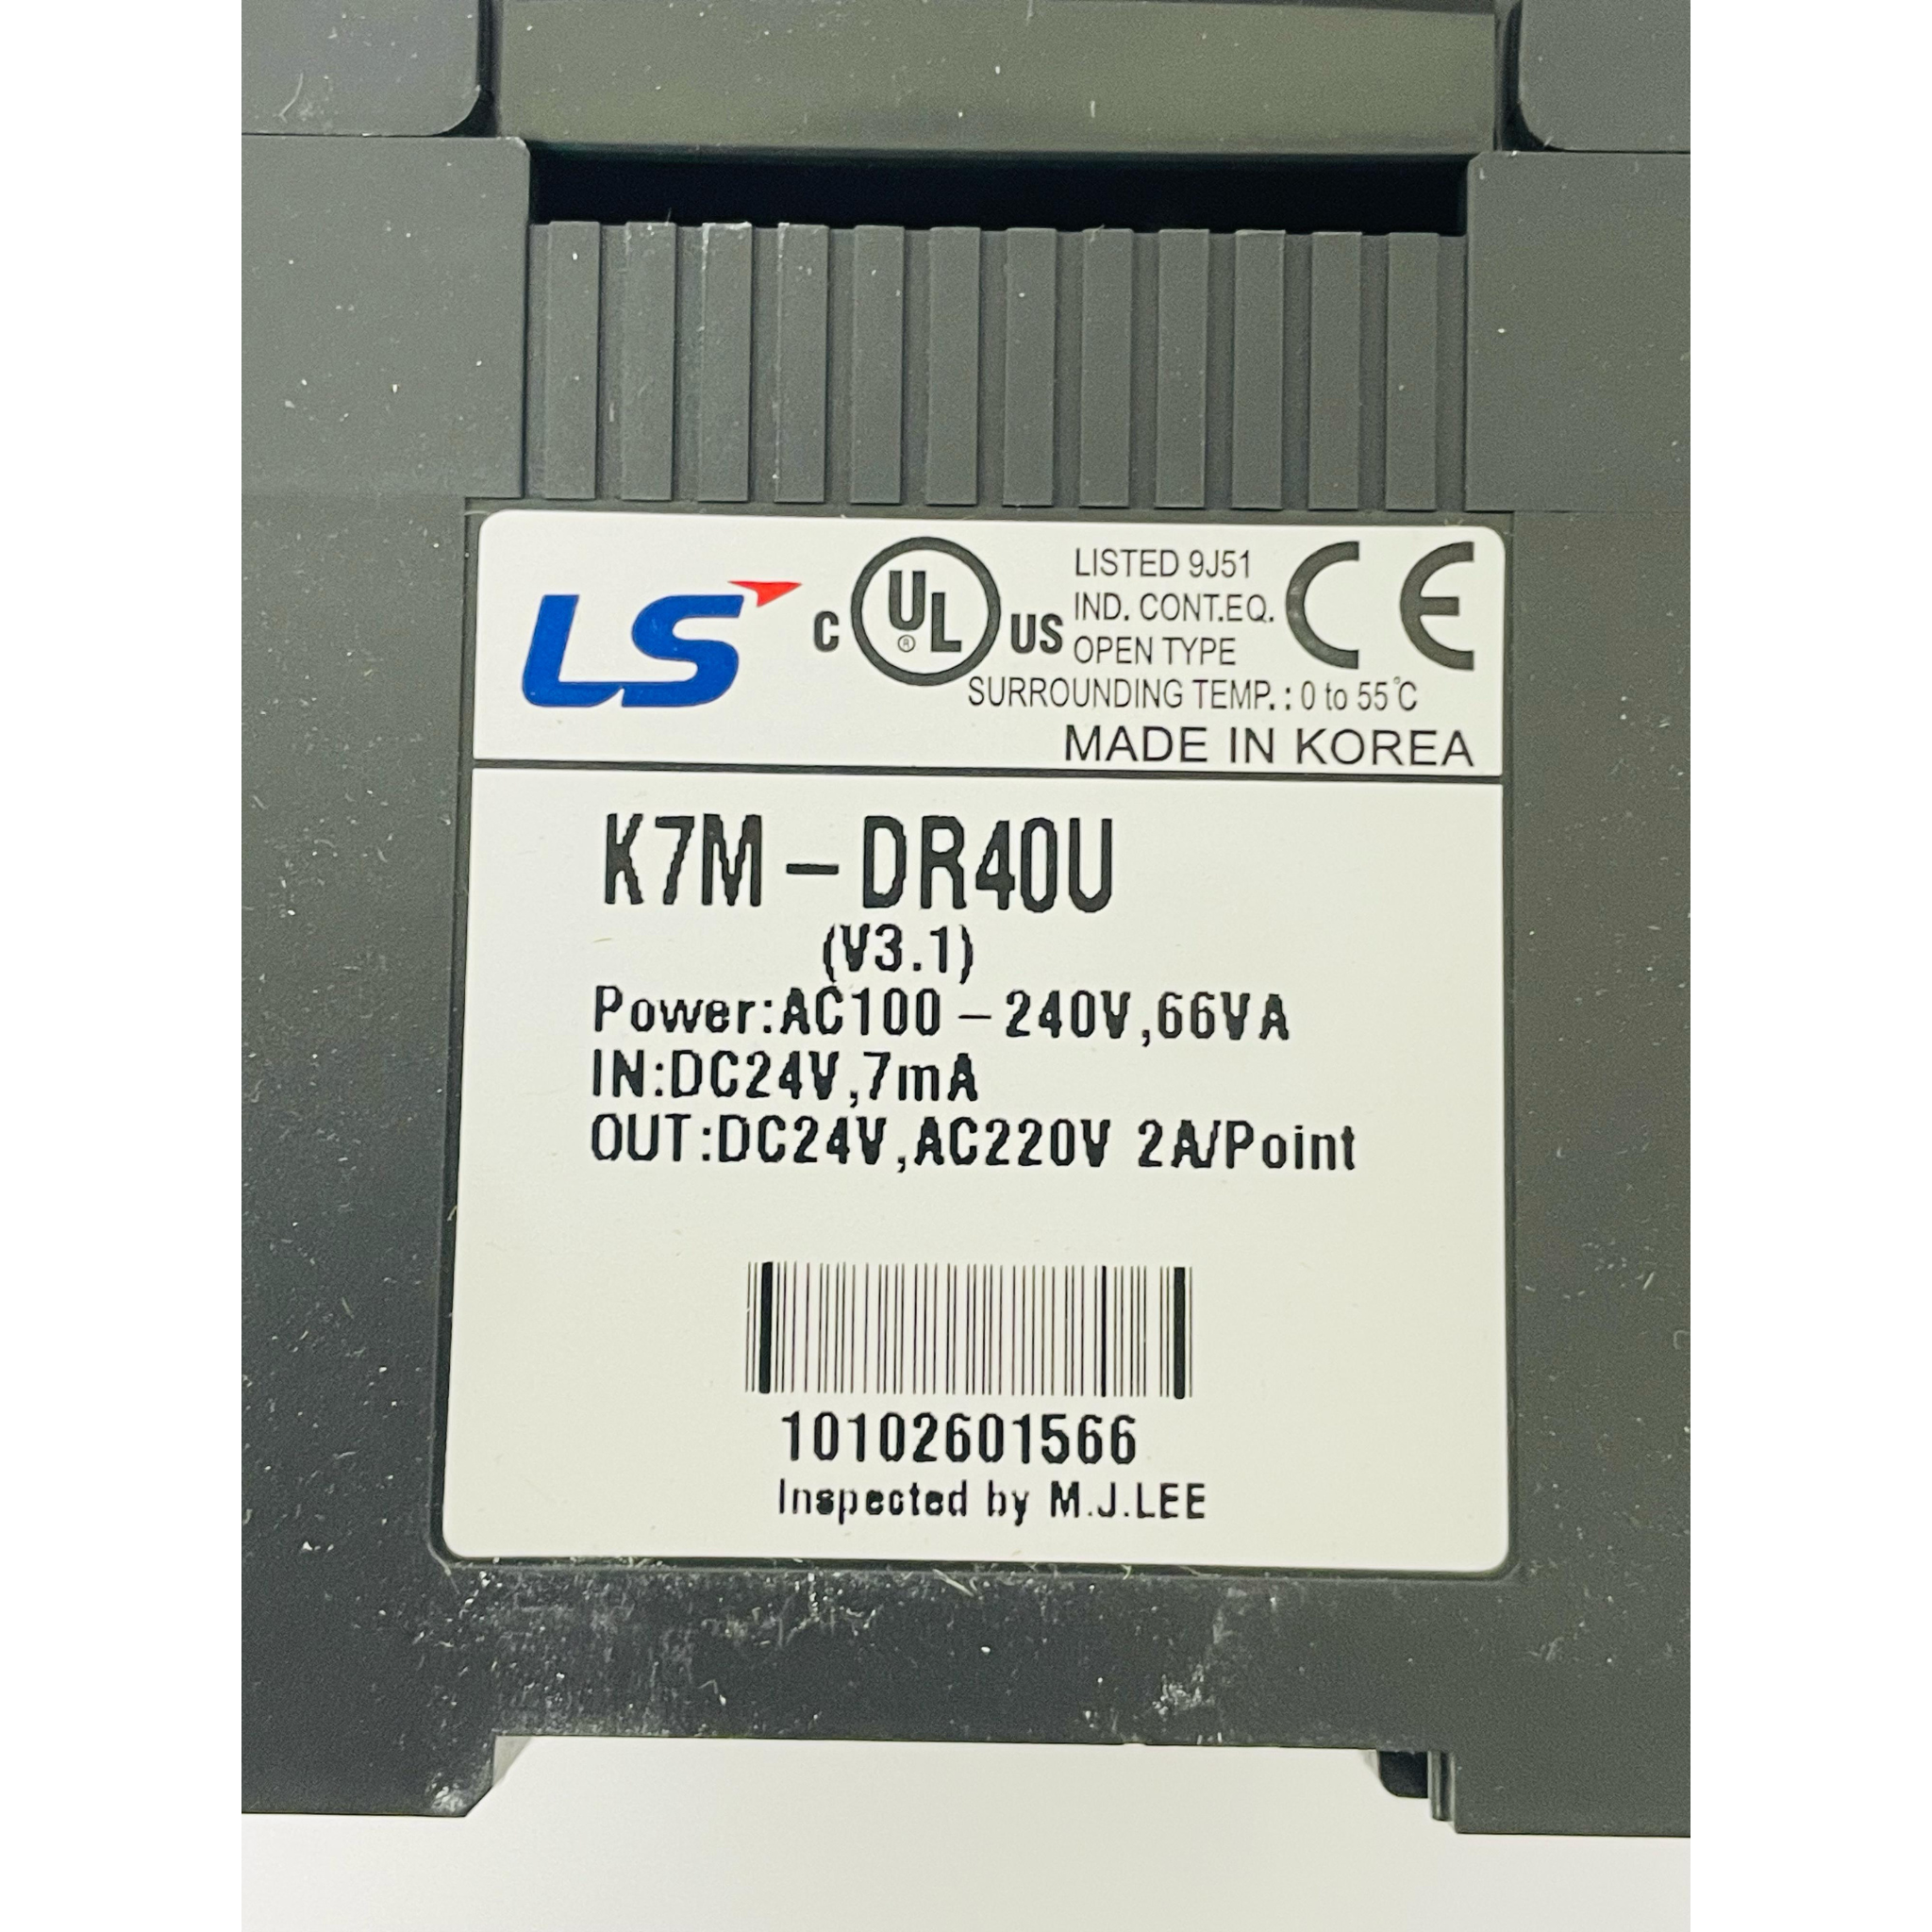 LS
C UL ® US
LISTED 9J51
IND. CONT.EQ.
OPEN TYPE
CE
SURROUNDING TEMP. : 0 to 55℃
MADE IN KOREA
K7M-DR40U
(V3.1)
Power:AC100-240V,66VA
IN:DC24V,7mA
OUT:DC24V,AC220V 2A/Point
10102601566
Inspected by M.J.LEE